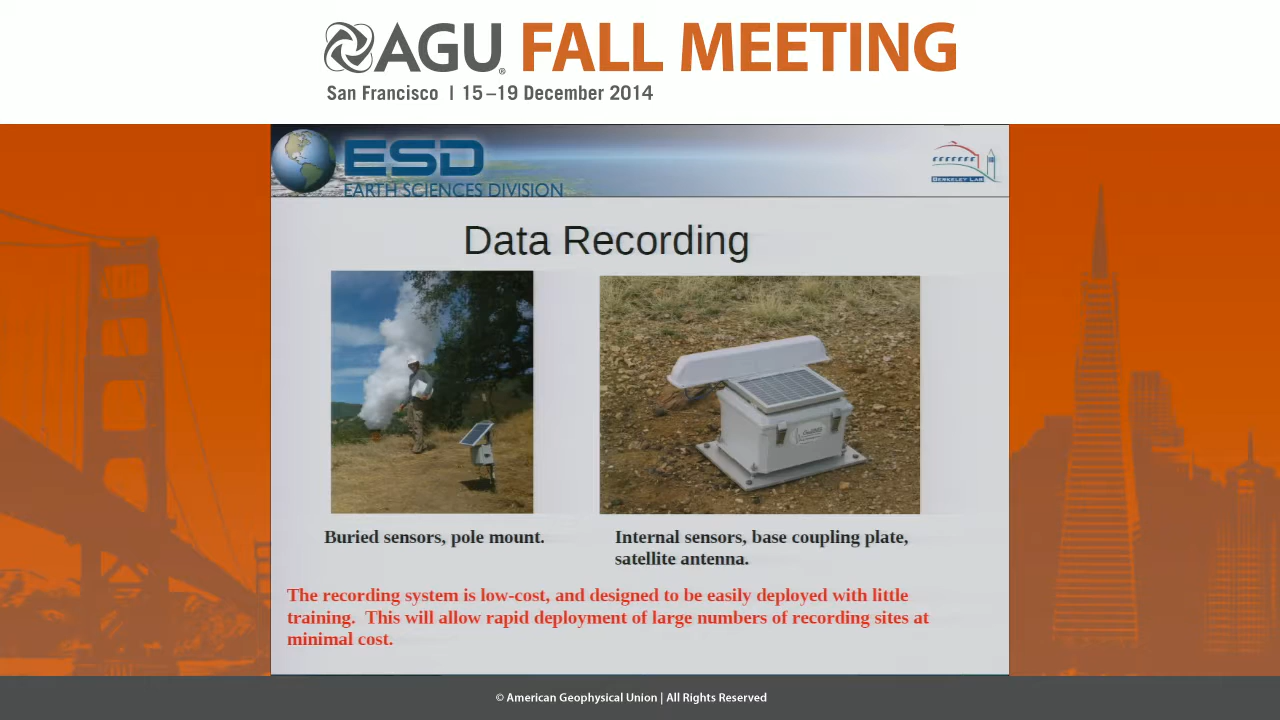 AGU® FALL MEETING
San Francisco | 15–19 December 2014
ESD
EARTH SCIENCES DIVISION
BERKELEY LAB
Data Recording
Buried sensors, pole mount.
Internal sensors, base coupling plate,
satellite antenna.
The recording system is low-cost, and designed to be easily deployed with little
training.  This will allow rapid deployment of large numbers of recording sites at
minimal cost.
© American Geophysical Union | All Rights Reserved